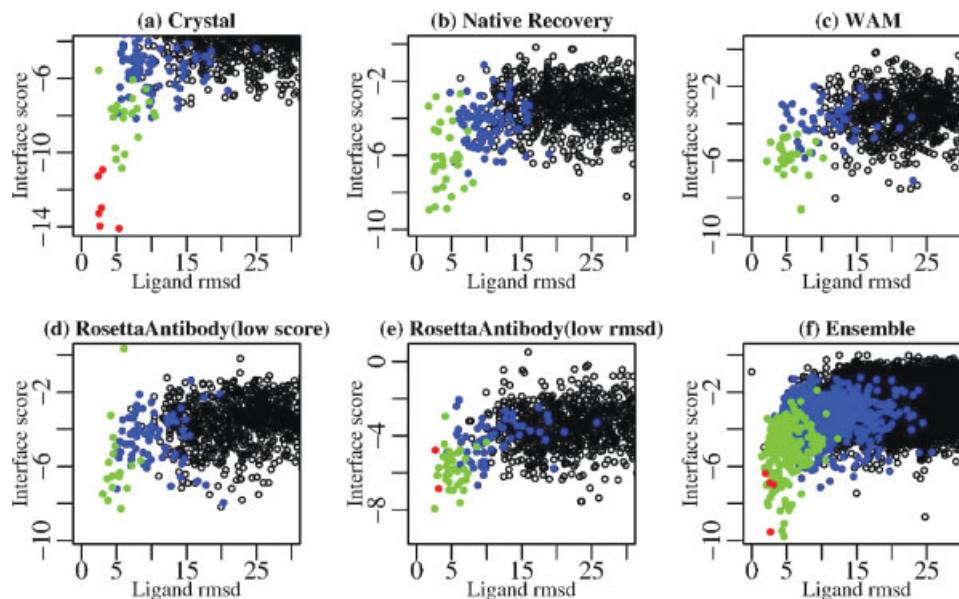 (a) Crystal
(b) Native Recovery
(c) WAM
Interface score
−6
−10
−14
0
5
15
25
Ligand rmsd
Interface score
−2
−6
−10
0
5
15
25
Ligand rmsd
Interface score
−2
−6
−10
0
5
15
25
Ligand rmsd
(d) RosettaAntibody(low score)
(e) RosettaAntibody(low rmsd)
(f) Ensemble
Interface score
−2
−6
−10
0
5
15
25
Ligand rmsd
Interface score
0
−4
−8
0
5
15
25
Ligand rmsd
Interface score
−2
−6
−10
0
5
15
25
Ligand rmsd